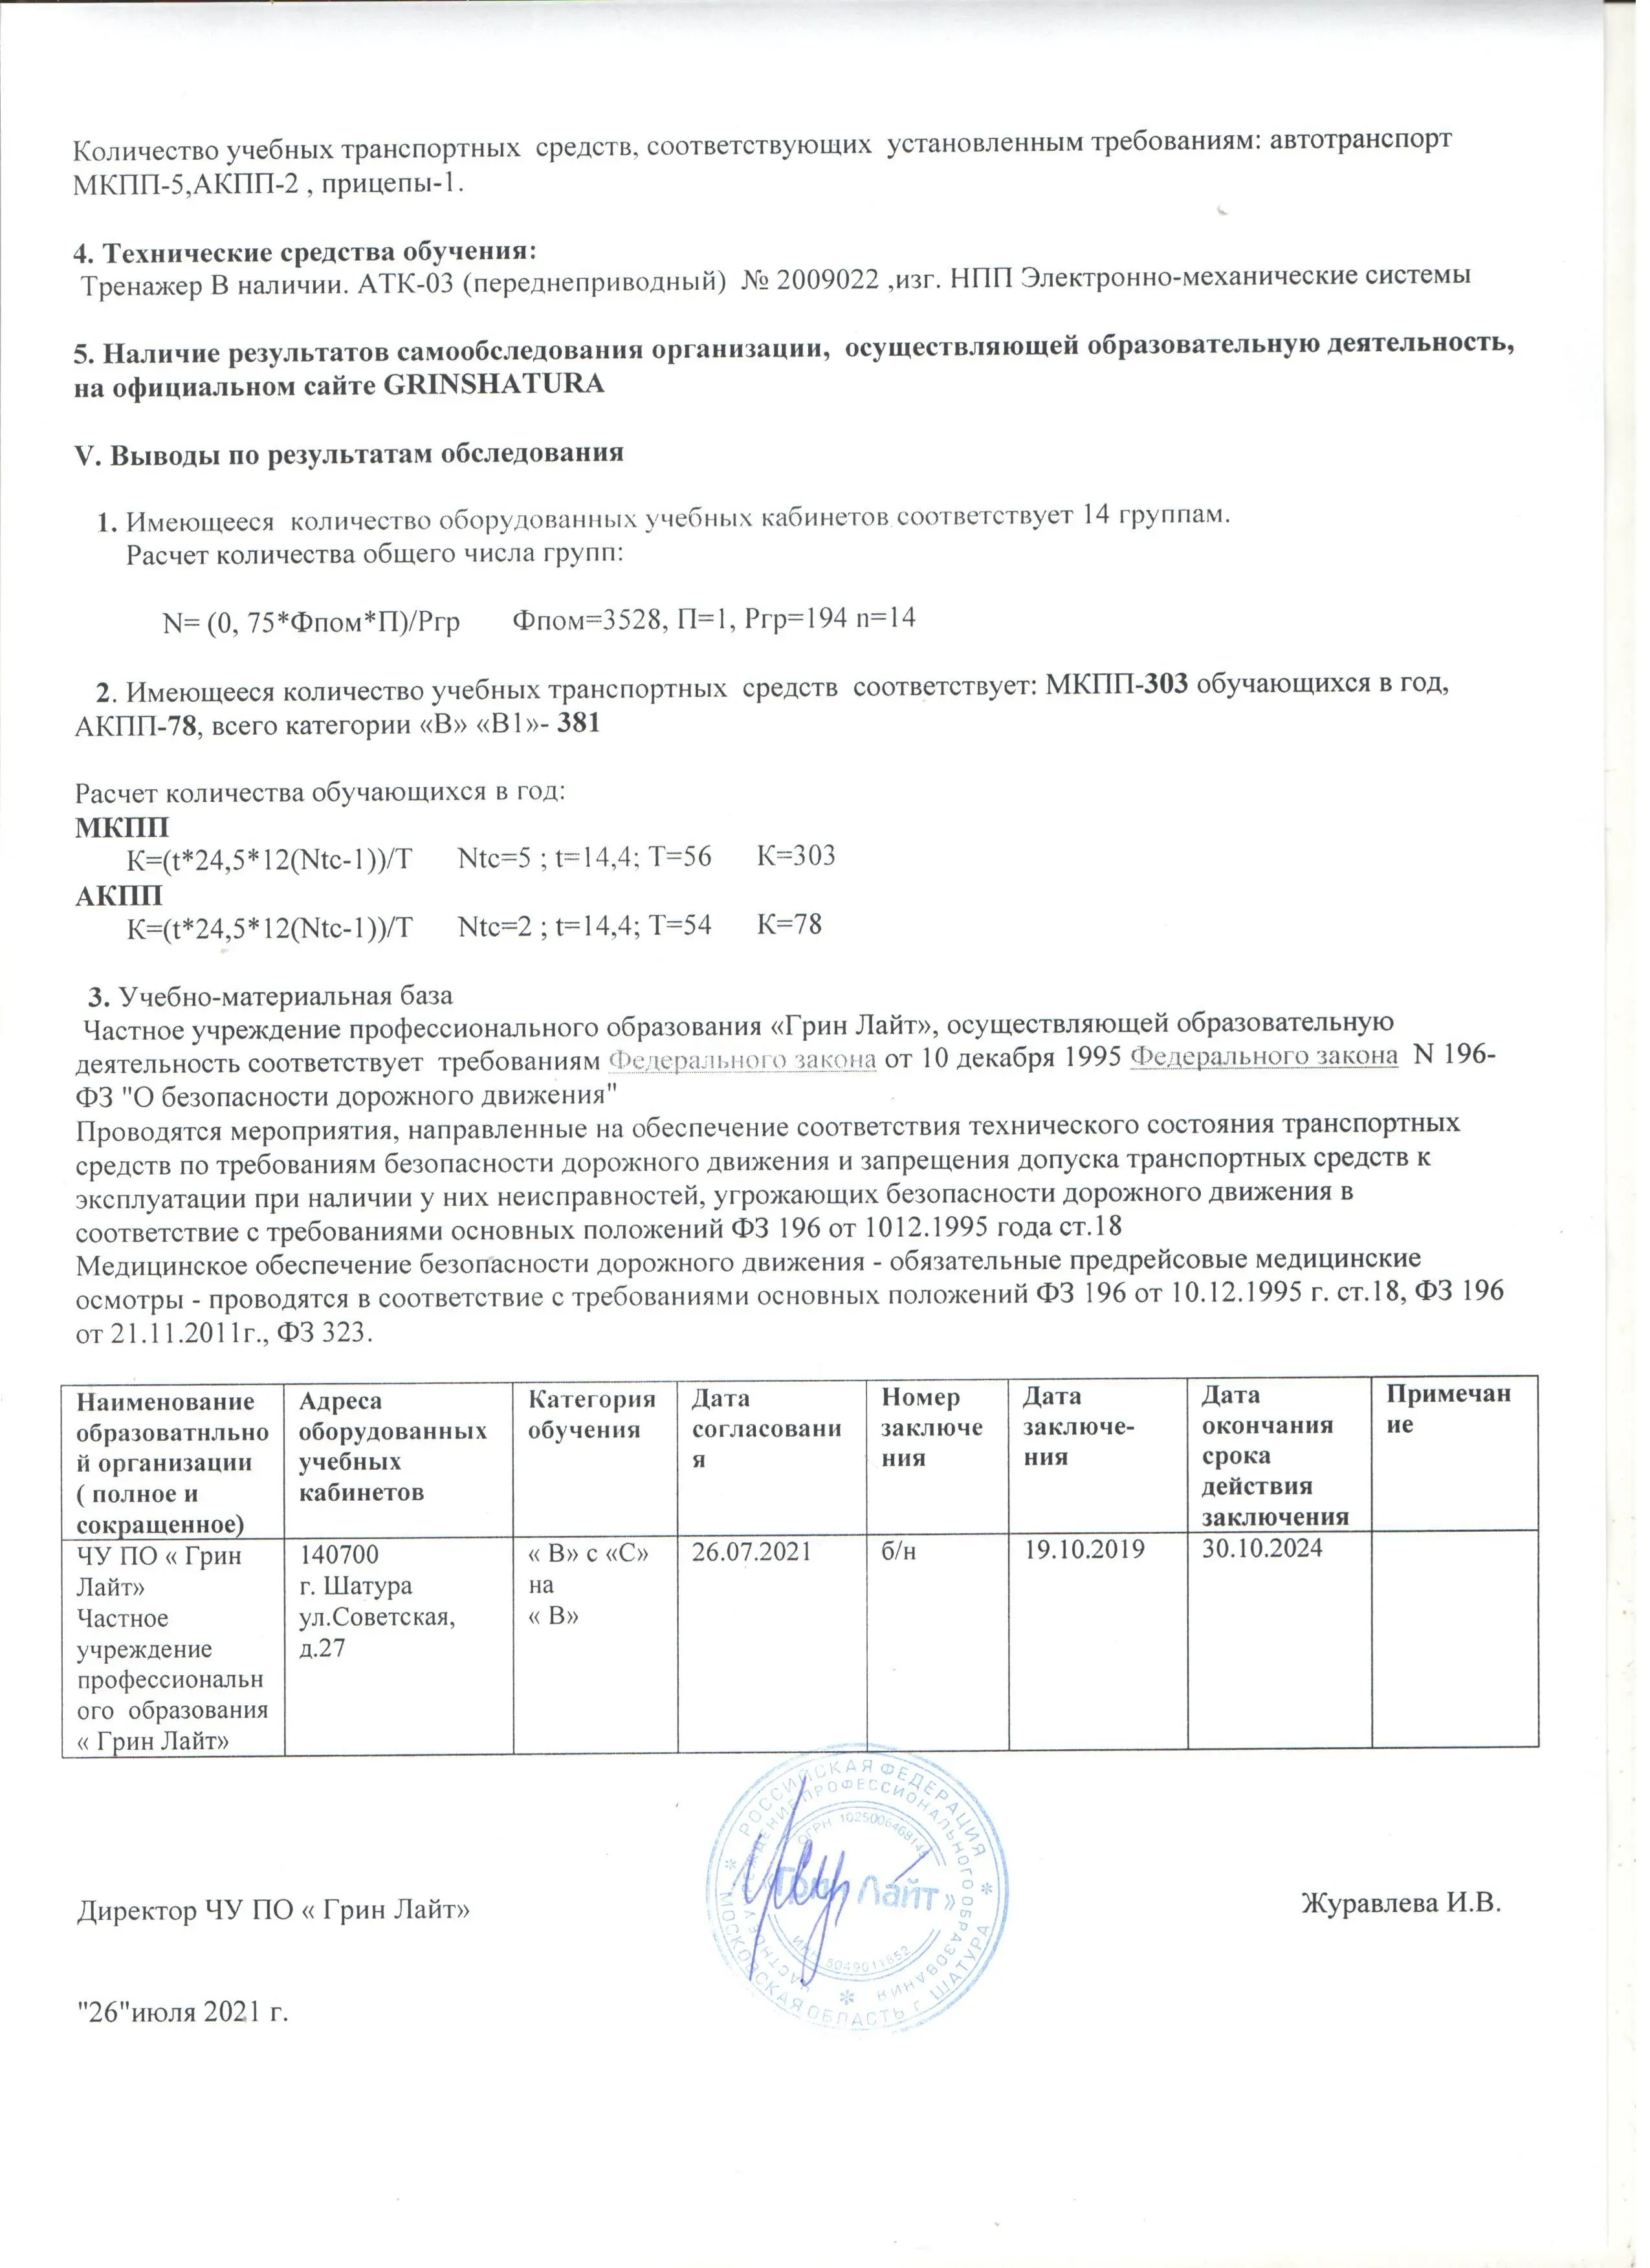 Количество учебных транспортных средств, соответствующих установленным требованиям: автотранспорт
МКПП-5,АКПП-2 , прицепы-1.
4. Технические средства обучения:
Тренажер В наличии. АТК-03 (переднеприводный) № 2009022 ,изг. НПП Электронно-механические системы
5. Наличие результатов самообследования организации, осуществляющей образовательную деятельность,
на официальном сайте GRINSHATURA
V. Выводы по результатам обследования
1. Имеющееся количество оборудованных учебных кабинетов соответствует 14 группам.
Расчет количества общего числа групп:
N= (0, 75*Фпом*П)/Ргр Фпом=3528, П=1, Ргр=194 n=14
2. Имеющееся количество учебных транспортных средств соответствует: МКПП-303 обучающихся в год,
АКПП-78, всего категории «В» «В1»- 381
Расчет количества обучающихся в год:
МКПП
К=(t*24,5*12(Ntc-1))/T Ntc=5 ; t=14,4; T=56 К=303
АКПП
К=(t*24,5*12(Ntc-1))/T Ntc=2 ; t=14,4; T=54 К=78
3. Учебно-материальная база
Частное учреждение профессионального образования «Грин Лайт», осуществляющей образовательную
деятельность соответствует требованиям Федерального закона от 10 декабря 1995 Федерального закона N 196-
ФЗ "О безопасности дорожного движения"
Проводятся мероприятия, направленные на обеспечение соответствия технического состояния транспортных
средств по требованиям безопасности дорожного движения и запрещения допуска транспортных средств к
эксплуатации при наличии у них неисправностей, угрожающих безопасности дорожного движения в
соответствие с требованиями основных положений ФЗ 196 от 1012.1995 года ст.18
Медицинское обеспечение безопасности дорожного движения - обязательные предрейсовые медицинские
осмотры - проводятся в соответствие с требованиями основных положений ФЗ 196 от 10.12.1995 г. ст.18, ФЗ 196
от 21.11.2011г., ФЗ 323.
Наименование
образоватнльно
й организации
( полное и
сокращенное)
Адреса
оборудованных
учебных
кабинетов
Категория
обучения
Дата
согласовани
я
Номер
заключе
ния
Дата
заключе-
ния
Дата
окончания
срока
действия
заключения
Примечан
ие
ЧУ ПО « Грин
Лайт»
Частное
учреждение
профессиональн
ого образования
« Грин Лайт»
140700
г. Шатура
ул.Советская,
д.27
« В» с «С»
на
« В»
26.07.2021
б/н
19.10.2019
30.10.2024
РОССИЙСКАЯ ФЕДЕРАЦИЯ
МОСКОВСКАЯ ОБЛАСТЬ г. ШАТУРА
ЧАСТНОЕ УЧРЕЖДЕНИЕ ПРОФЕССИОНАЛЬНОГО ОБРАЗОВАНИЯ
«Грин Лайт»
Директор ЧУ ПО « Грин Лайт»
Журавлева И.В.
"26"июля 2021 г.